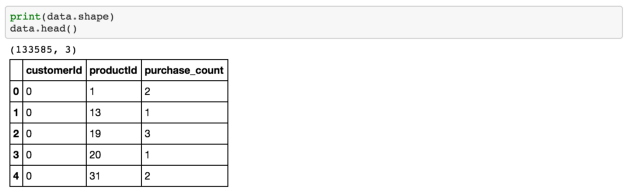 print(data.shape)
data.head()
(133585, 3)
customerId productId purchase_count
0 0 1 2
1 0 13 1
2 0 19 3
3 0 20 1
4 0 31 2